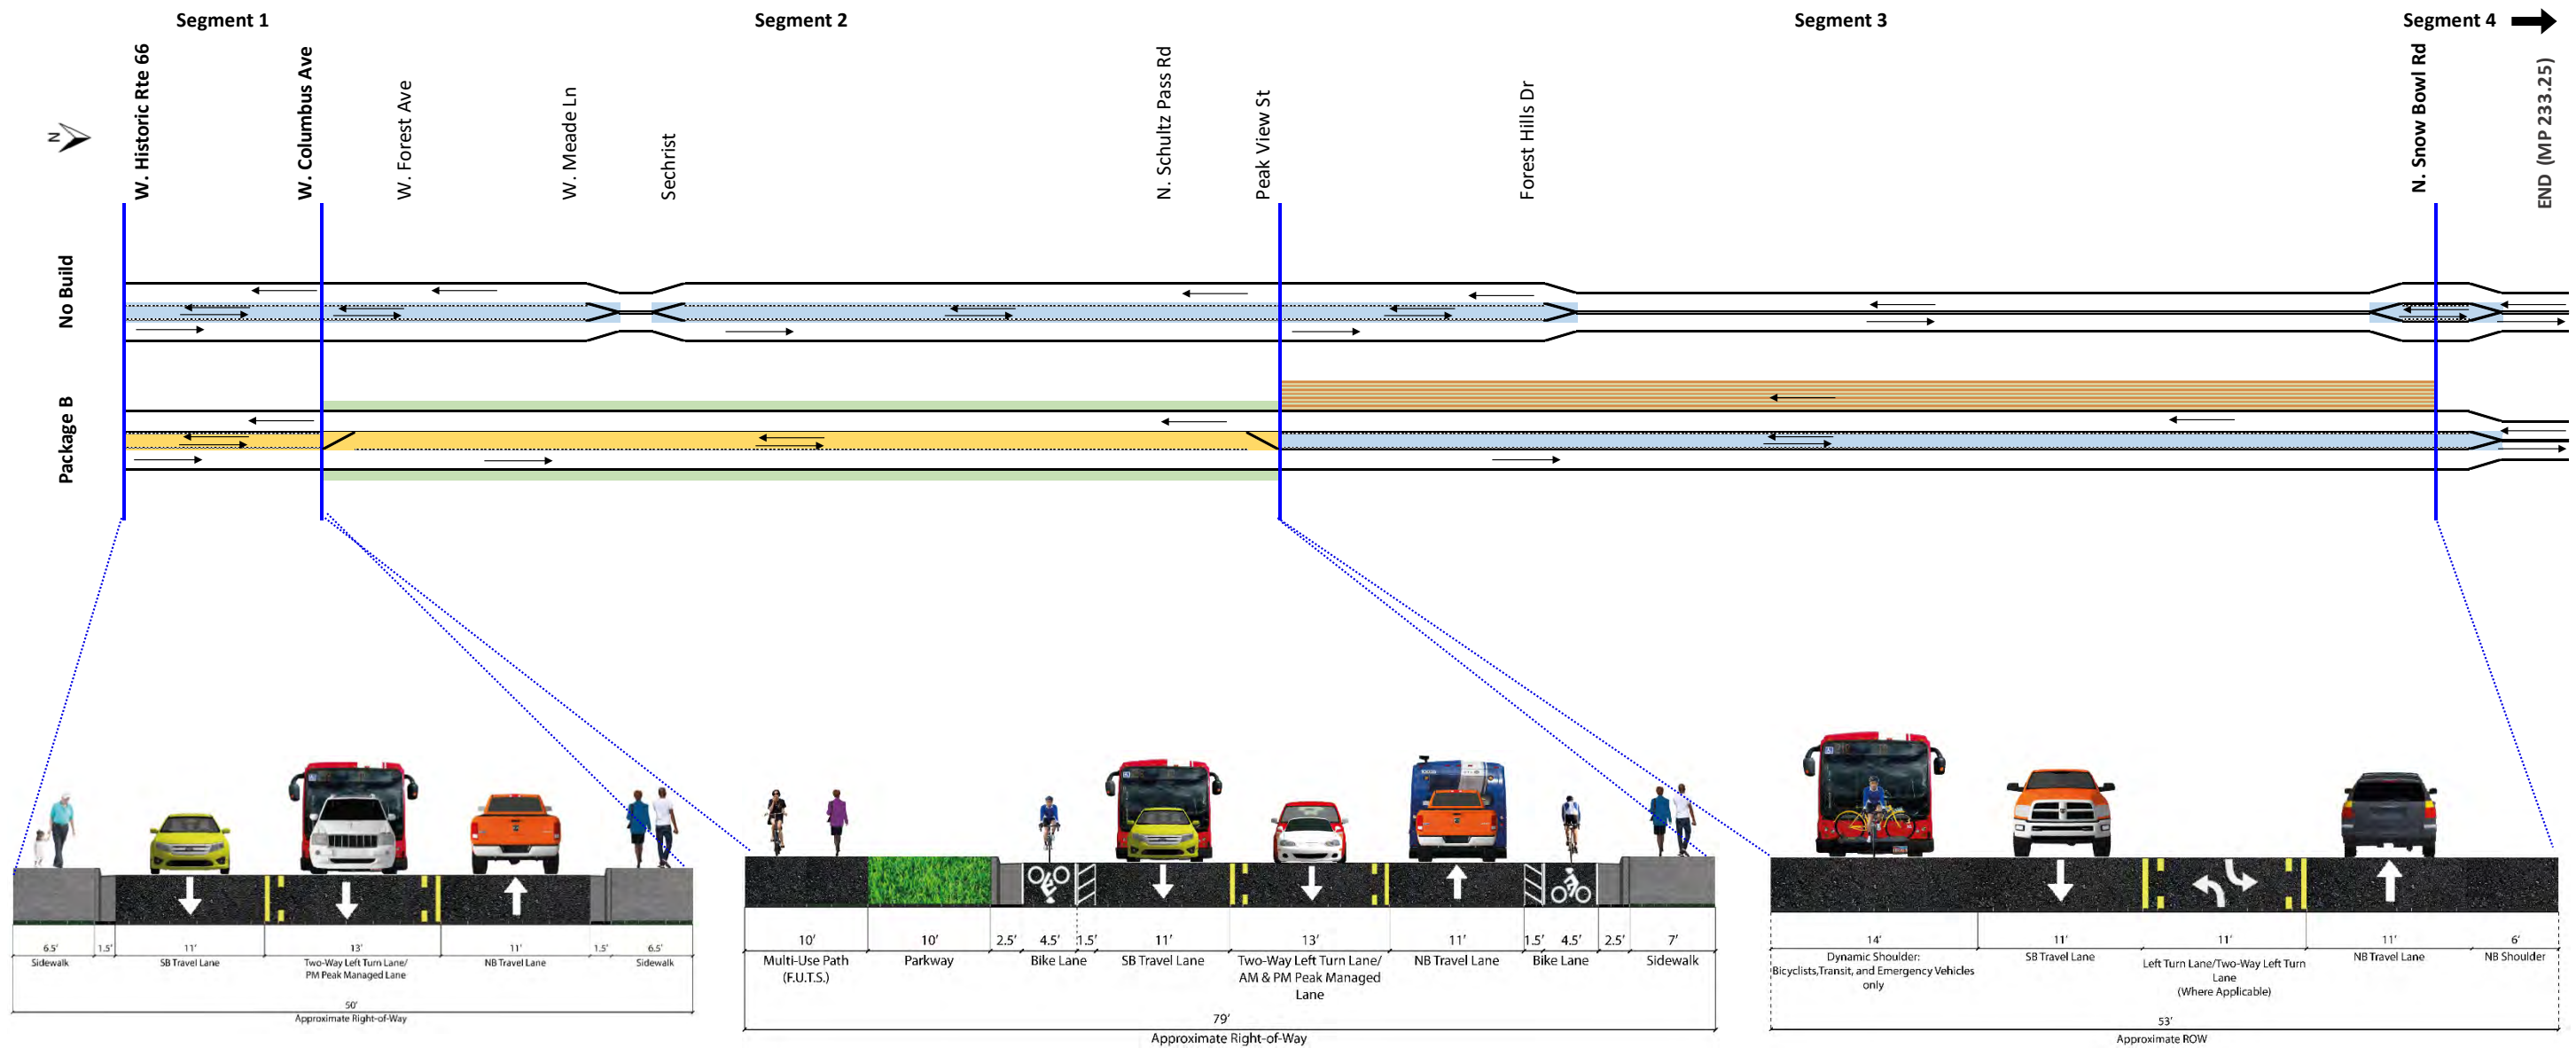 Segment 1
Segment 2
Segment 3
Segment 4
W. Historic Rte 66
W. Columbus Ave
W. Forest Ave
W. Meade Ln
Sechrist
N. Schultz Pass Rd
Peak View St
Forest Hills Dr
N. Snow Bowl Rd
END (MP 233.25)
N
No Build
Package B
6.5'
1.5'
11'
13'
11'
1.5'
6.5'
Sidewalk
SB Travel Lane
Two-Way Left Turn Lane/
PM Peak Managed Lane
NB Travel Lane
Sidewalk
50'
Approximate Right-of-Way
10'
10'
2.5'
4.5'
1.5'
11'
13'
11'
1.5'
4.5'
2.5'
7'
Multi-Use Path
(F.U.T.S.)
Parkway
Bike Lane
SB Travel Lane
Two-Way Left Turn Lane/
AM & PM Peak Managed
Lane
NB Travel Lane
Bike Lane
Sidewalk
79'
Approximate Right-of-Way
14'
11'
11'
11'
6'
Dynamic Shoulder:
Bicyclists,Transit, and Emergency Vehicles
only
SB Travel Lane
Left Turn Lane/Two-Way Left Turn
Lane
(Where Applicable)
NB Travel Lane
NB Shoulder
53'
Approximate ROW